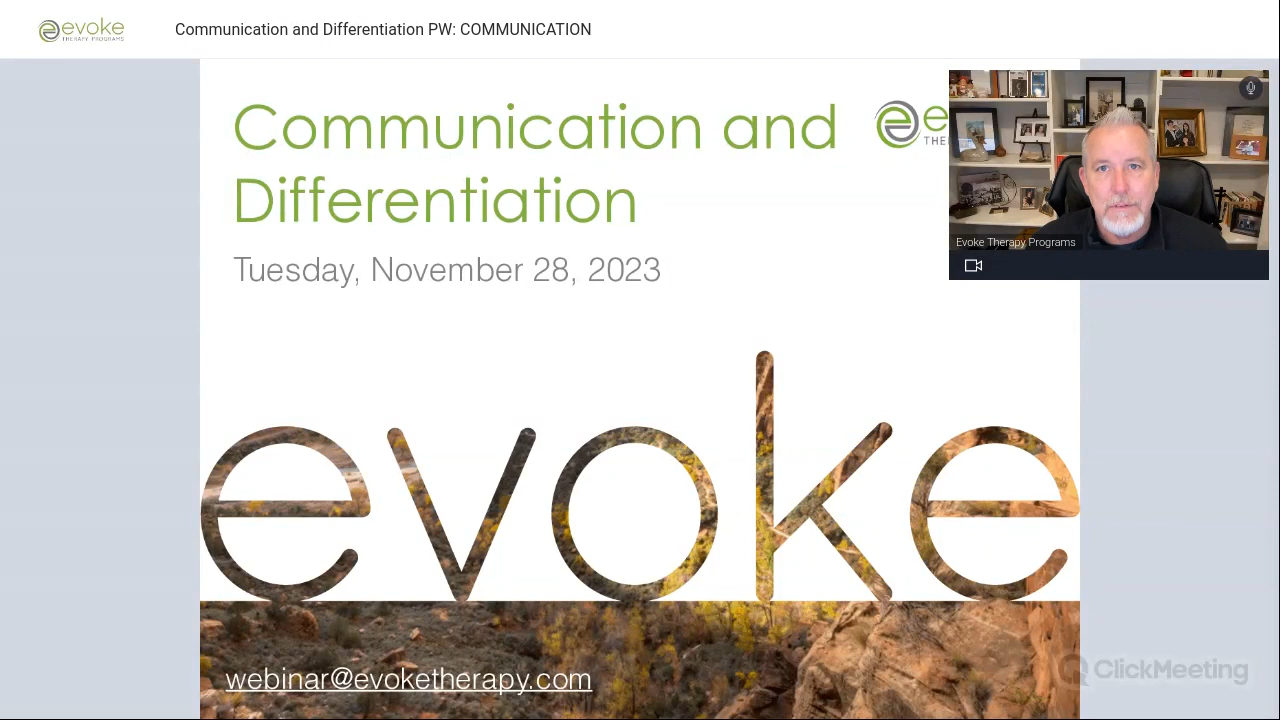 evoke
THERAPY PROGRAMS
Communication and Differentiation PW: COMMUNICATION
Communication and
Differentiation
e
THE
Tuesday, November 28, 2023
Evoke Therapy Programs
evoke
webinar@evoketherapy.com
ClickMeeting